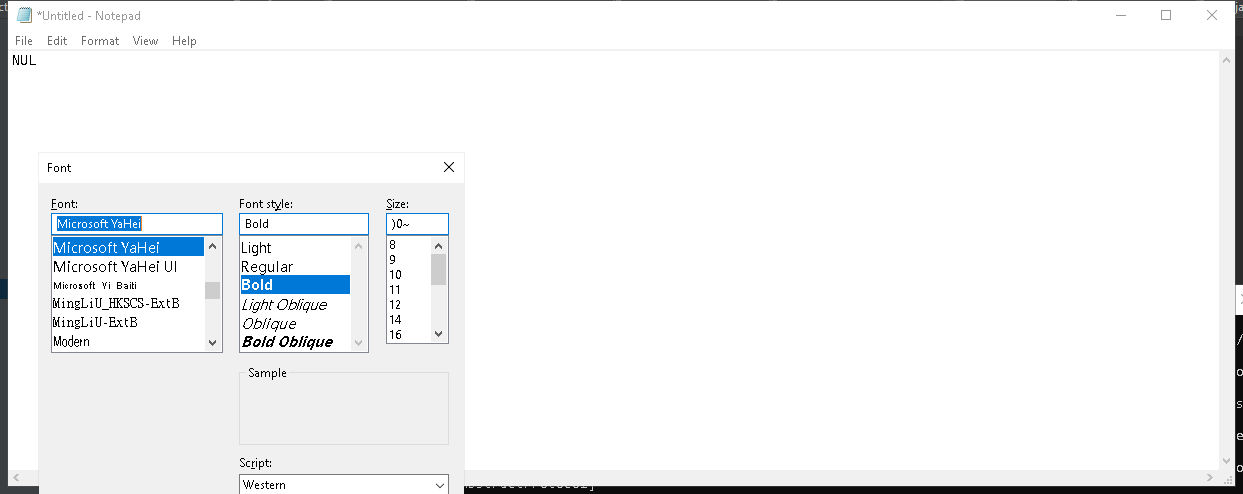 *Untitled - Notepad
File Edit Format View Help
NUL
Font
Font: Font style: Size:
Microsoft YaHei Bold )0~
Microsoft YaHei Light 8
Microsoft YaHei UI Regular 9
Microsoft Yi Baiti Bold 10
MingLiU_HKSCS-ExtB Light Oblique 11
MingLiU-ExtB Oblique 12
Modern Bold Oblique 14
16
Sample
Script:
Western